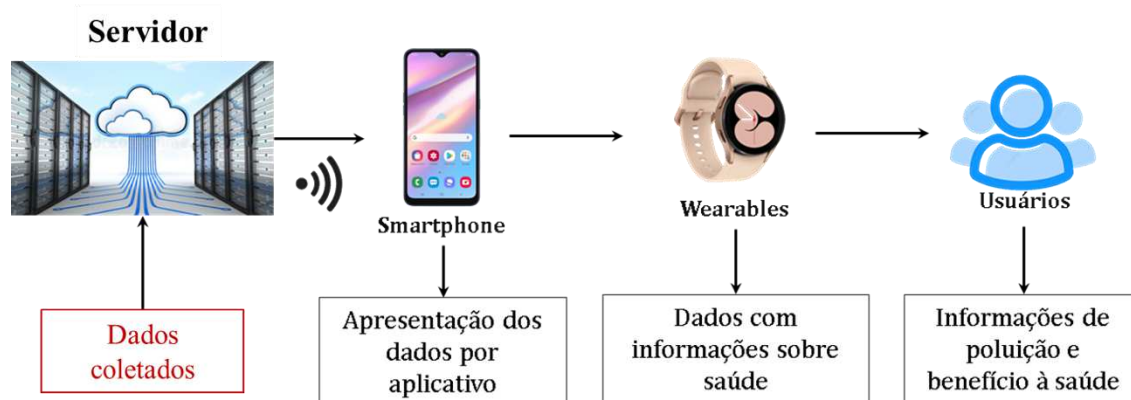 Servidor
Smartphone
Wearables
Usuários
Dados
coletados
Apresentação dos
dados por
aplicativo
Dados com
informações sobre
saúde
Informações de
poluição e
benefício à saúde